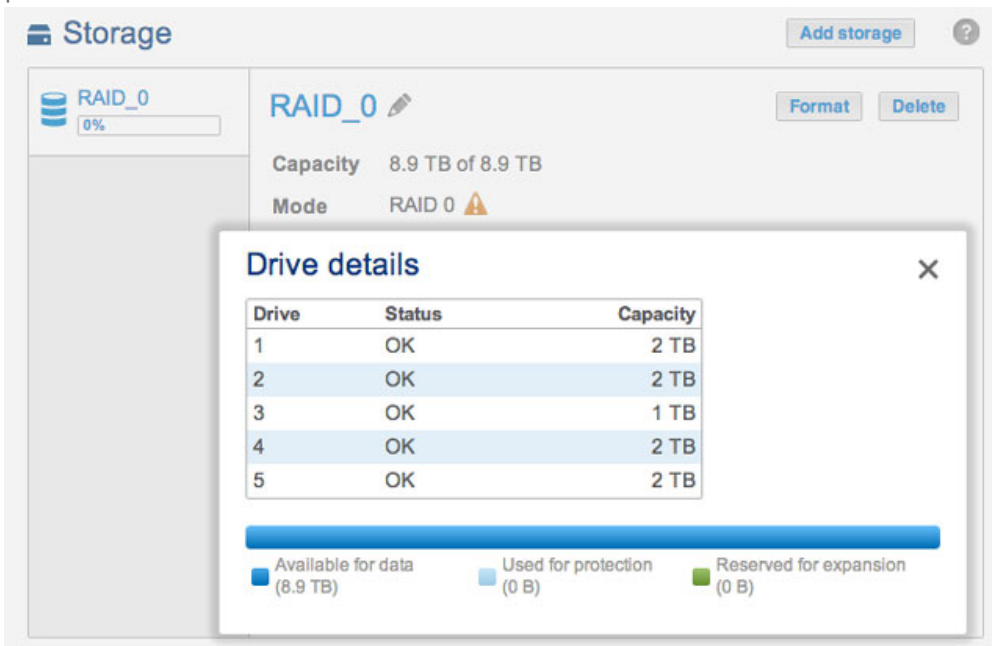 Storage
Add storage
?
RAID_0
0%
RAID_0
Format
Delete
Capacity 8.9 TB of 8.9 TB
Mode RAID 0
Drive details
Drive Status Capacity
1 OK 2 TB
2 OK 2 TB
3 OK 1 TB
4 OK 2 TB
5 OK 2 TB
Available for data
(8.9 TB)
Used for protection
(0 B)
Reserved for expansion
(0 B)